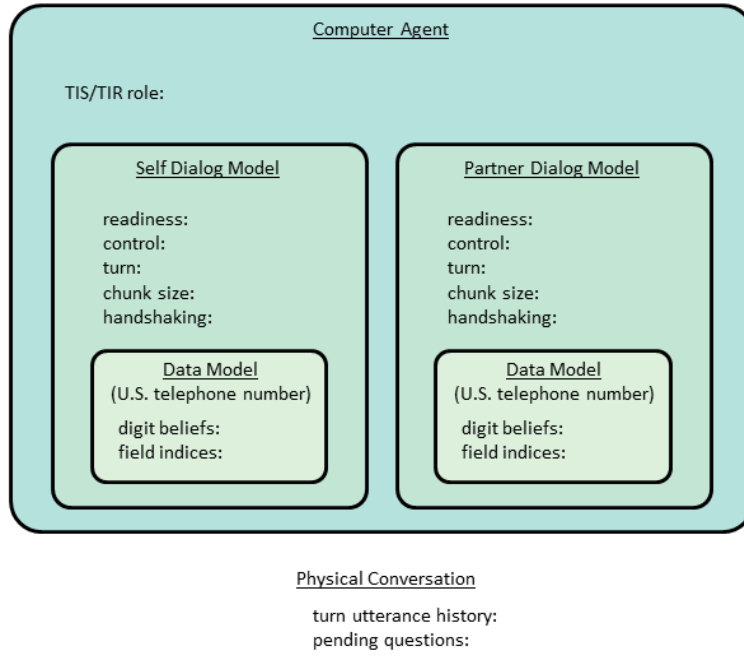 Computer Agent
TIS/TIR role:
Self Dialog Model
readiness:
control:
turn:
chunk size:
handshaking:
Data Model
(U.S. telephone number)
digit beliefs:
field indices:
Partner Dialog Model
readiness:
control:
turn:
chunk size:
handshaking:
Data Model
(U.S. telephone number)
digit beliefs:
field indices:
Physical Conversation
turn utterance history:
pending questions: